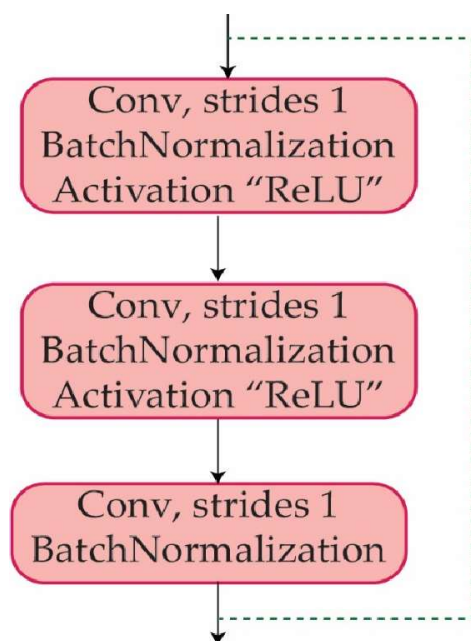 Conv, strides 1
BatchNormalization
Activation “ReLU”
Conv, strides 1
BatchNormalization
Activation “ReLU”
Conv, strides 1
BatchNormalization